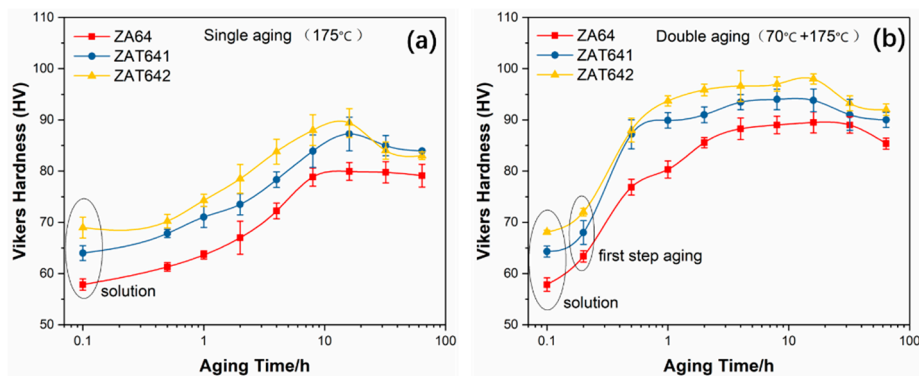 110
100
90
80
70
60
50
Vikers Hardness (HV)
ZA64
ZAT641
ZAT642
Single aging （175℃）
(a)
solution
0.1
1
10
100
Aging Time/h
110
100
90
80
70
60
50
Vikers Hardness (HV)
ZA64
ZAT641
ZAT642
Double aging （70℃+175℃）
(b)
first step aging
solution
0.1
1
10
100
Aging Time/h